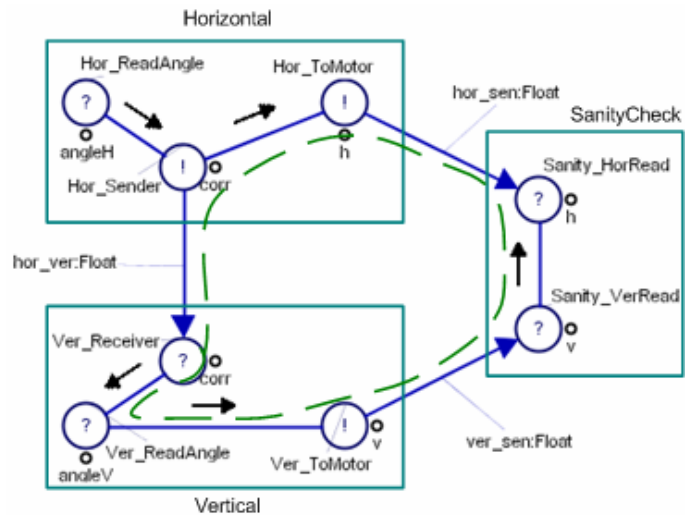 Horizontal
Hor_ReadAngle
Hor_ToMotor
?
!
hor_sen:Float
SanityCheck
angleH
h
!
Hor_Sender
corr
Sanity_HorRead
?
h
hor_ver:Float
Sanity_VerRead
?
v
Ver_Receiver
?
corr
?
!
v
Ver_ReadAngle
Ver_ToMotor
ver_sen:Float
angleV
Vertical